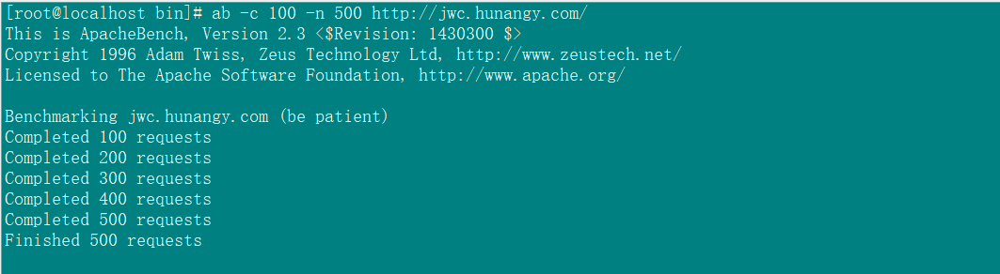 [root@localhost bin]# ab -c 100 -n 500 http://jwc.hunangy.com/
This is ApacheBench, Version 2.3 <$Revision: 1430300 $>
Copyright 1996 Adam Twiss, Zeus Technology Ltd, http://www.zeustech.net/
Licensed to The Apache Software Foundation, http://www.apache.org/
Benchmarking jwc.hunangy.com (be patient)
Completed 100 requests
Completed 200 requests
Completed 300 requests
Completed 400 requests
Completed 500 requests
Finished 500 requests